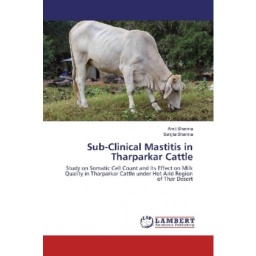 Amit Sharma
Sanjita Sharma
Sub-Clinical Mastitis in
Tharparkar Cattle
Study on Somatic Cell Count and Its Effect on Milk
Quality in Tharparkar Cattle under Hot Arid Region
of Thar Desert
LAMBERT
Academic Publishing